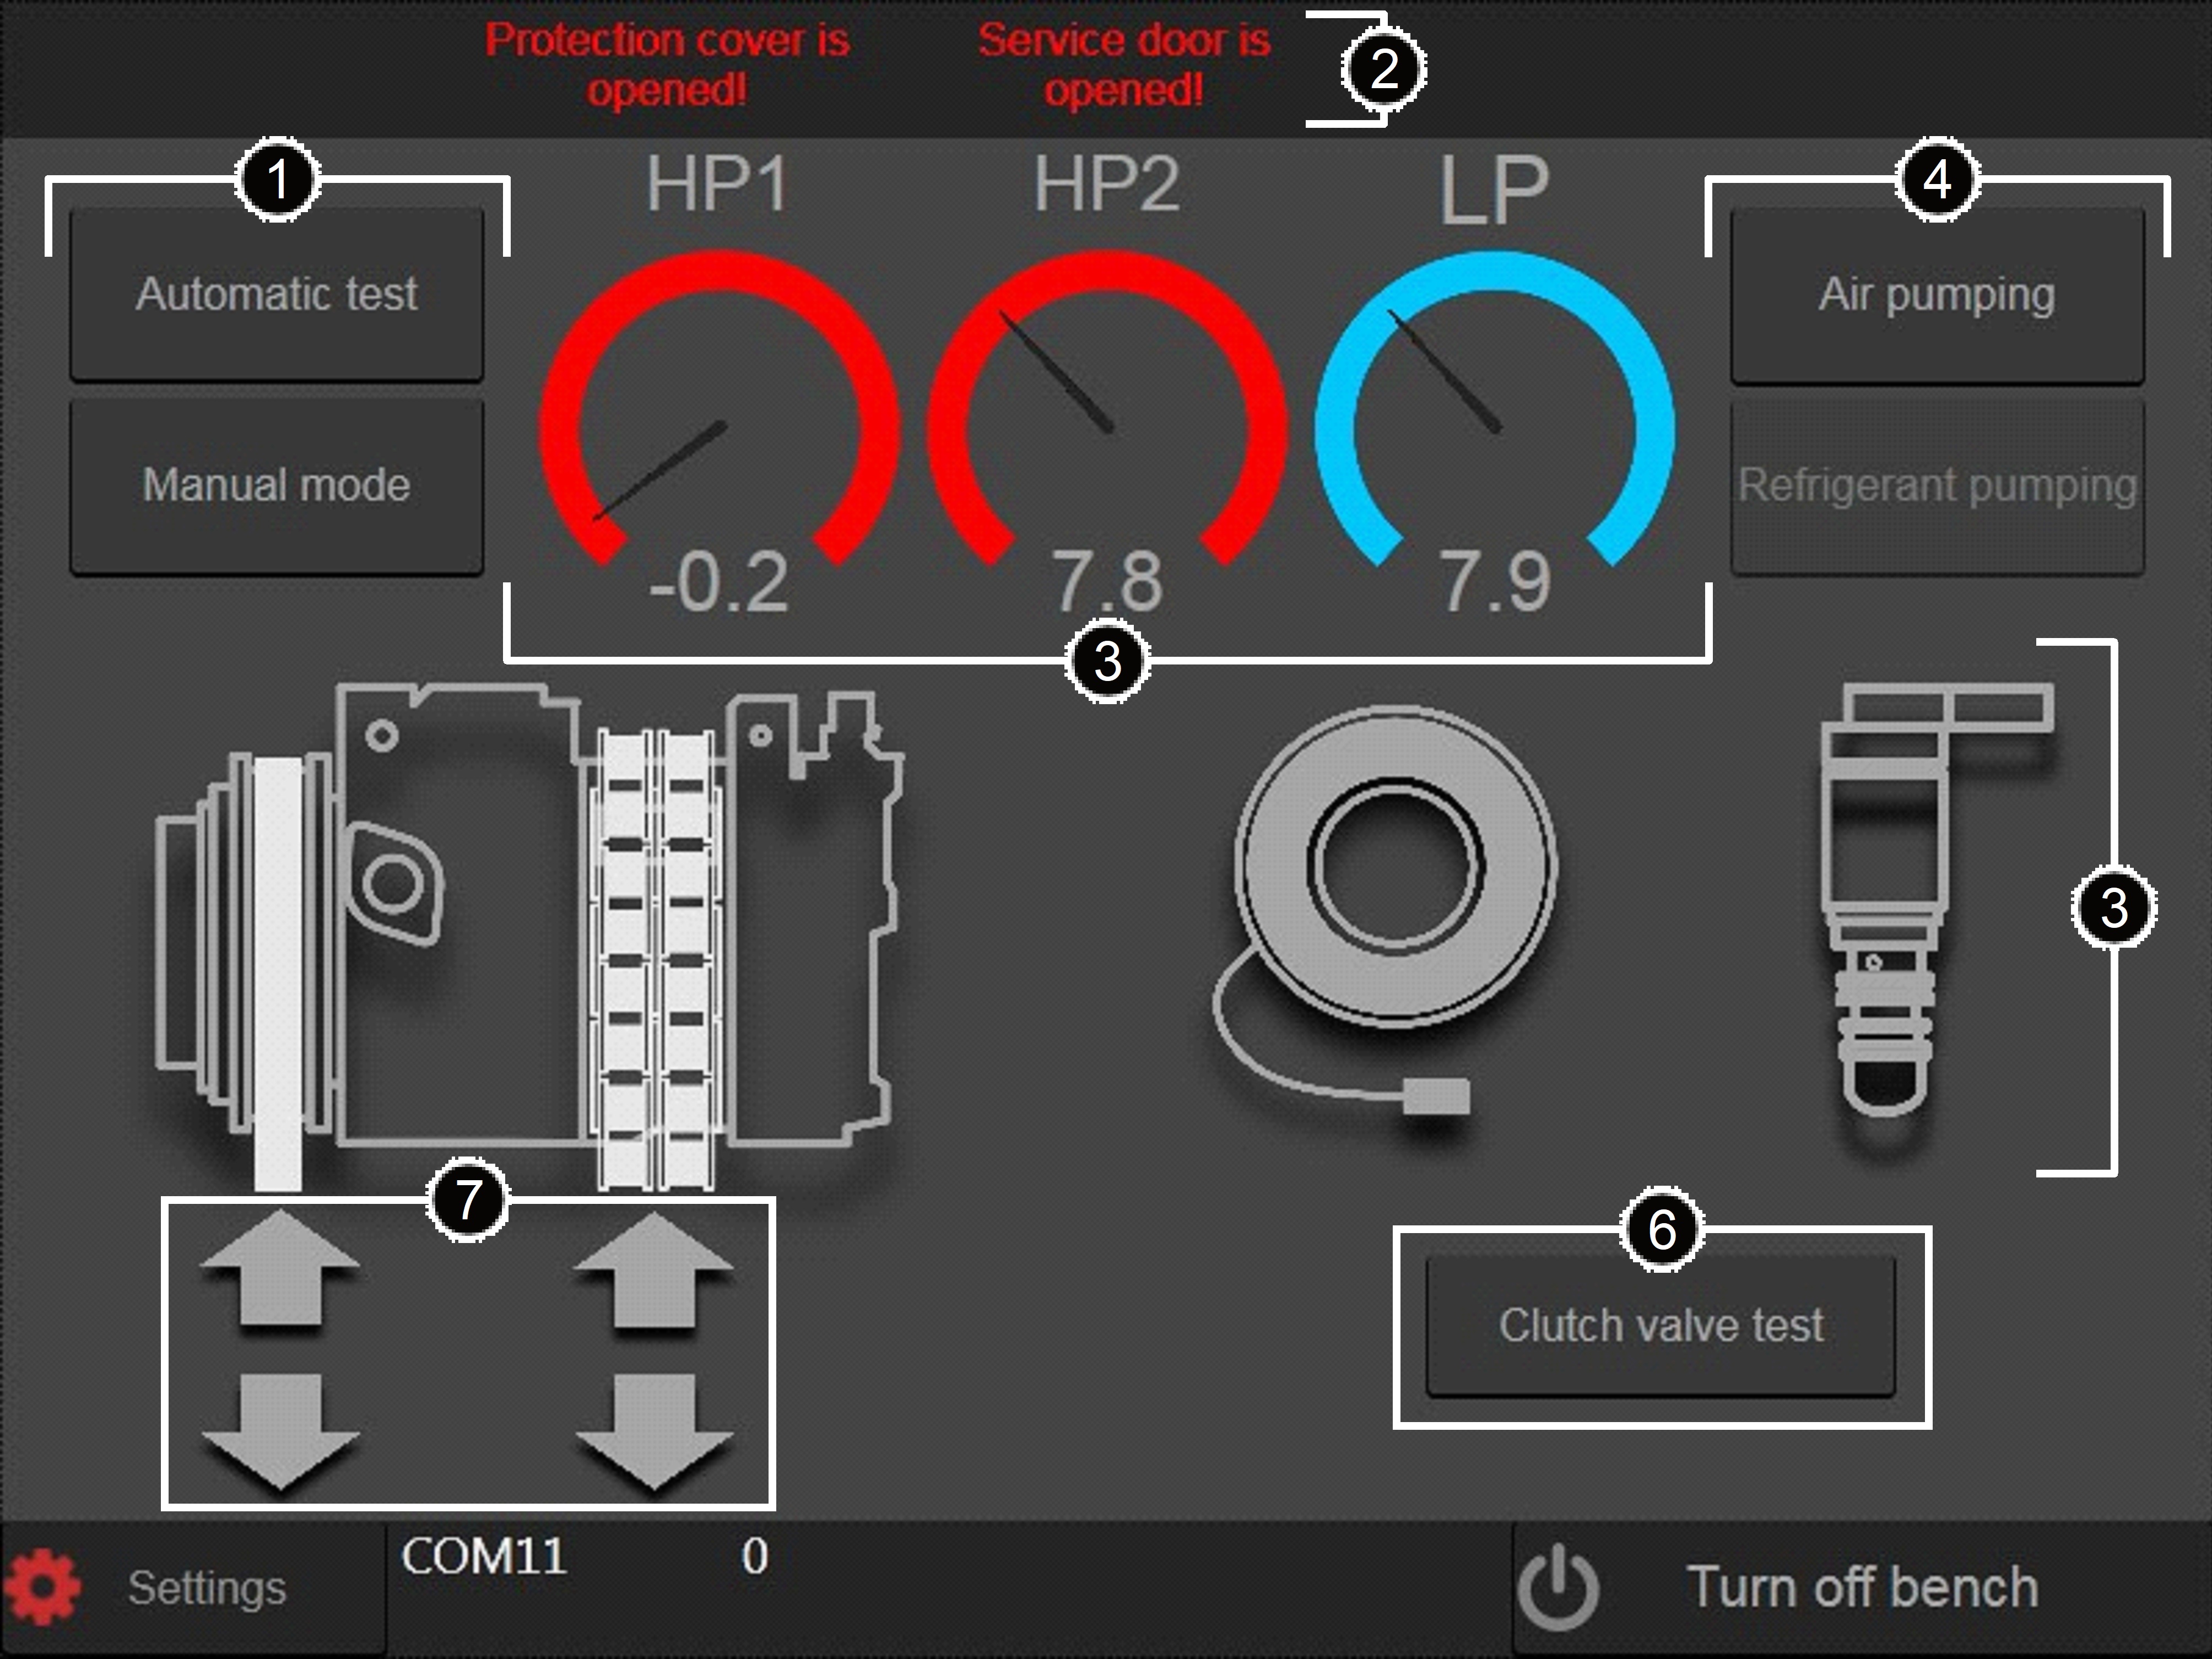 Protection cover is
opened!
Service door is
opened!
2
1
HP1
HP2
LP
4
Automatic test
Air pumping
Manual mode
Refrigerant pumping
-0.2
7.8
7.9
3
3
7
6
Clutch valve test
Settings
COM11
0
Turn off bench